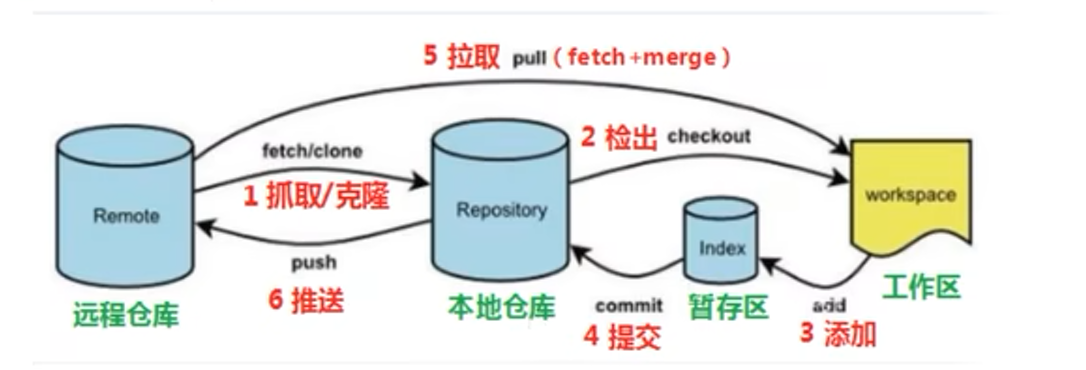 5 拉取 pull（fetch+merge）
fetch/clone
1 抓取/克隆
2 检出 checkout
Remote
Repository
workspace
Index
push
6 推送
远程仓库
本地仓库
commit
4 提交
暂存区
add
3 添加
工作区